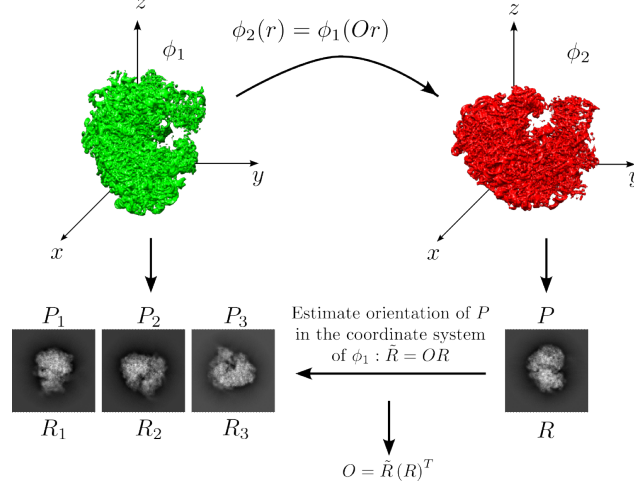 z
z
ϕ₂(r) = ϕ₁(Or)
ϕ₁
ϕ₂
y
y
x
x
P₁ P₂ P₃
Estimate orientation of P
in the coordinate system
of ϕ₁ : R̃ = OR
P
R₁ R₂ R₃
R
O = R̃ (R)ᵀ